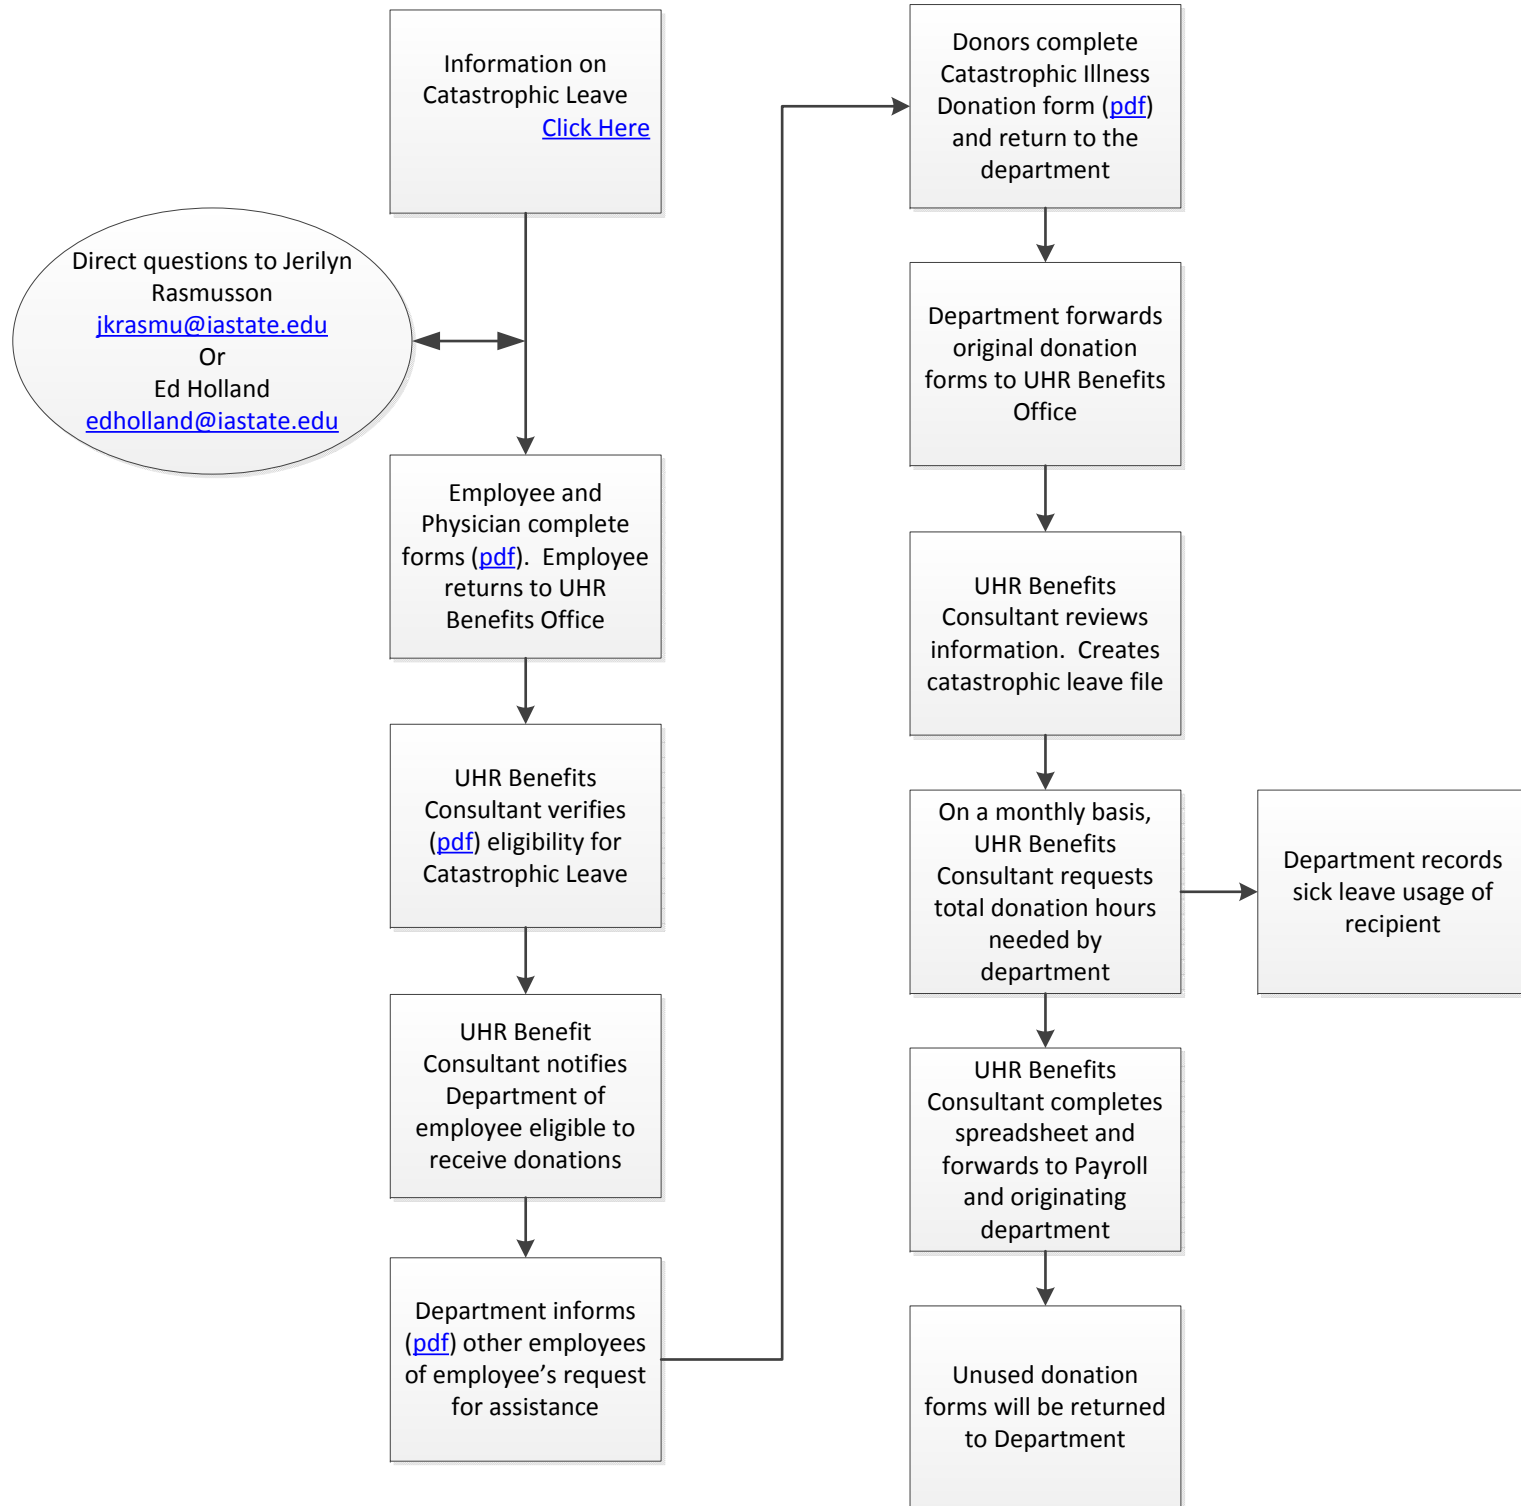 Information on
Catastrophic Leave
Click Here
Direct questions to Jerilyn
Rasmusson
jkrasmu@iastate.edu
Or
Ed Holland
edholland@iastate.edu
Employee and
Physician complete
forms (pdf).  Employee
returns to UHR
Benefits Office
UHR Benefits
Consultant verifies
(pdf) eligibility for
Catastrophic Leave
UHR Benefit
Consultant notifies
Department of
employee eligible to
receive donations
Department informs
(pdf) other employees
of employee’s request
for assistance
Donors complete
Catastrophic Illness
Donation form (pdf)
and return to the
department
Department forwards
original donation
forms to UHR Benefits
Office
UHR Benefits
Consultant reviews
information.  Creates
catastrophic leave file
On a monthly basis,
UHR Benefits
Consultant requests
total donation hours
needed by
department
Department records
sick leave usage of
recipient
UHR Benefits
Consultant completes
spreadsheet and
forwards to Payroll
and originating
department
Unused donation
forms will be returned
to Department